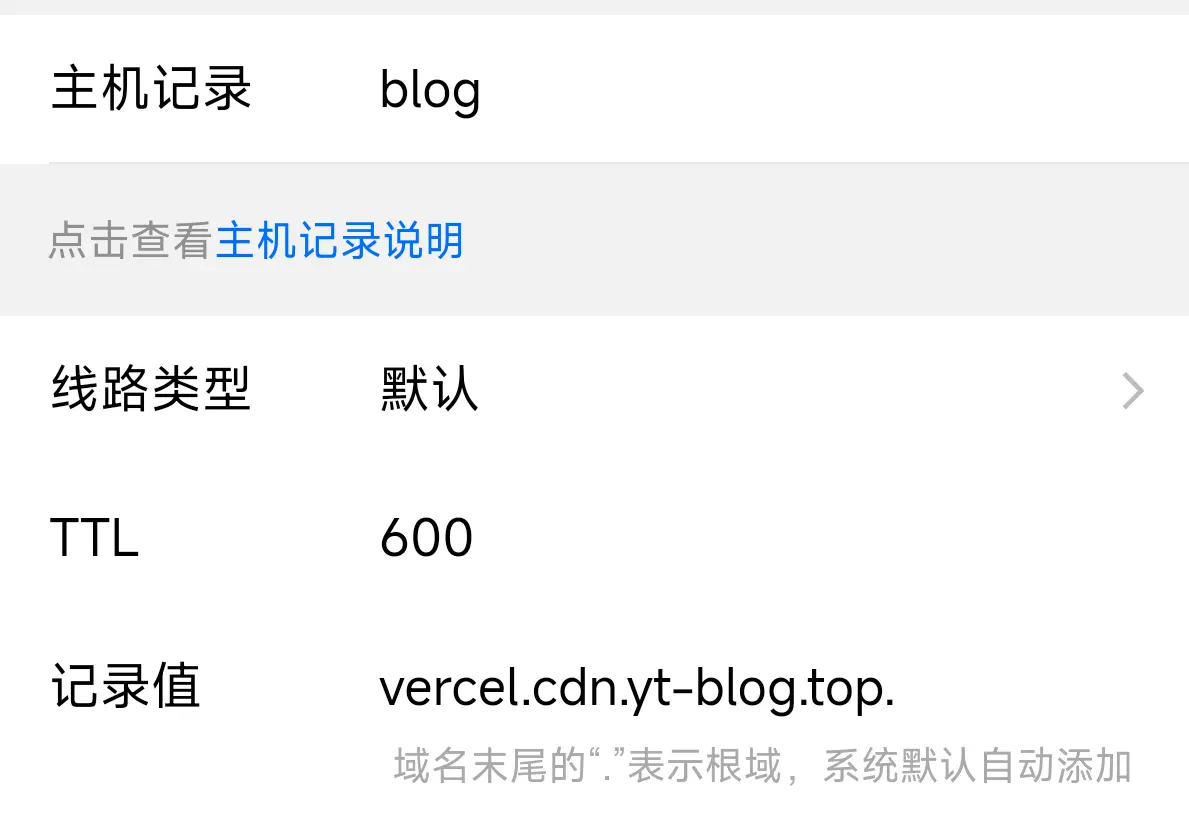 主机记录 blog
点击查看主机记录说明
线路类型 默认
TTL 600
记录值 vercel.cdn.yt-blog.top.
域名末尾的“.”表示根域，系统默认自动添加